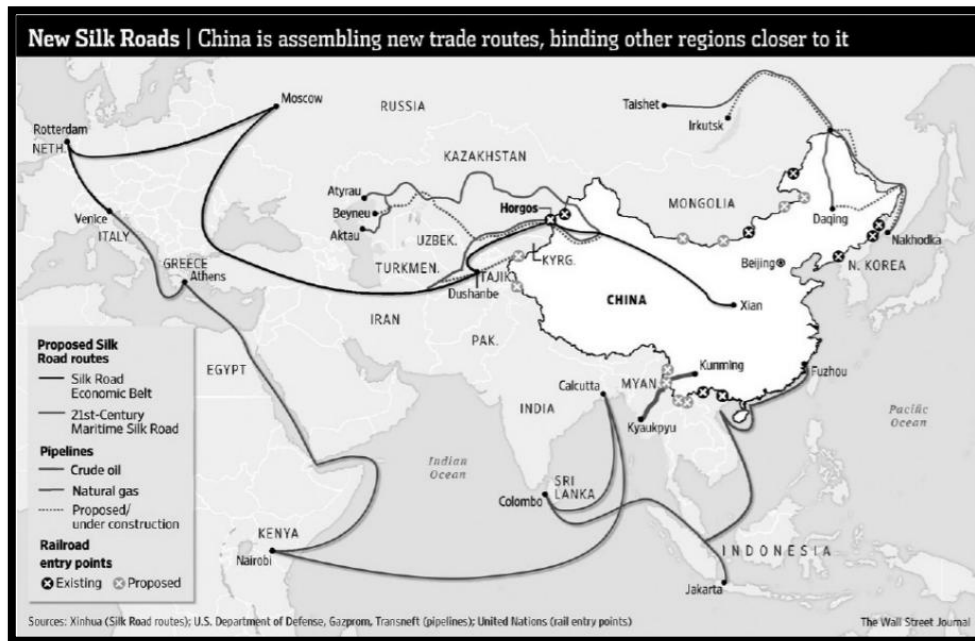 New Silk Roads | China is assembling new trade routes, binding other regions closer to it
Moscow
RUSSIA
Taishet
Irkutsk
Rotterdam
NETH.
KAZAKHSTAN
Atyrau
Beyneu
Aktau
Horgos
MONGOLIA
Daqing
Nakhodka
Venice
ITALY
UZBEK.
GREECE
Athens
TURKMEN.
KYRG.
TAJIK.
Dushanbe
Beijing
N. KOREA
CHINA
Xian
IRAN
PAK.
EGYPT
Calcutta
MYAN.
Kunming
Fuzhou
INDIA
Kyaukpyu
Pacific
Ocean
Indian
Ocean
SRI
LANKA
Colombo
KENYA
Nairobi
INDONESIA
Jakarta
Proposed Silk
Road routes
Silk Road
Economic Belt
21st-Century
Maritime Silk Road
Pipelines
Crude oil
Natural gas
Proposed/
under construction
Railroad
entry points
Existing Proposed
Sources: Xinhua (Silk Road routes); U.S. Department of Defense, Gazprom, Transneft (pipelines); United Nations (rail entry points)
The Wall Street Journal